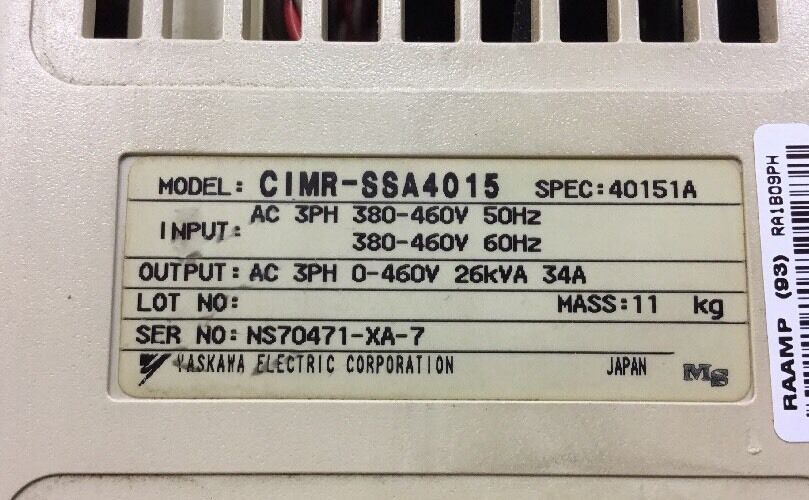 MODEL: CIMR-SSA4015 SPEC:40151A
INPUT: AC 3PH 380-460V 50Hz
380-460V 60Hz
OUTPUT: AC 3PH 0-460V 26kVA 34A
LOT NO: MASS:11 kg
SER NO: NS70471-XA-7
YASKAWA ELECTRIC CORPORATION JAPAN MS
RAAMP (93) RA1B09PH